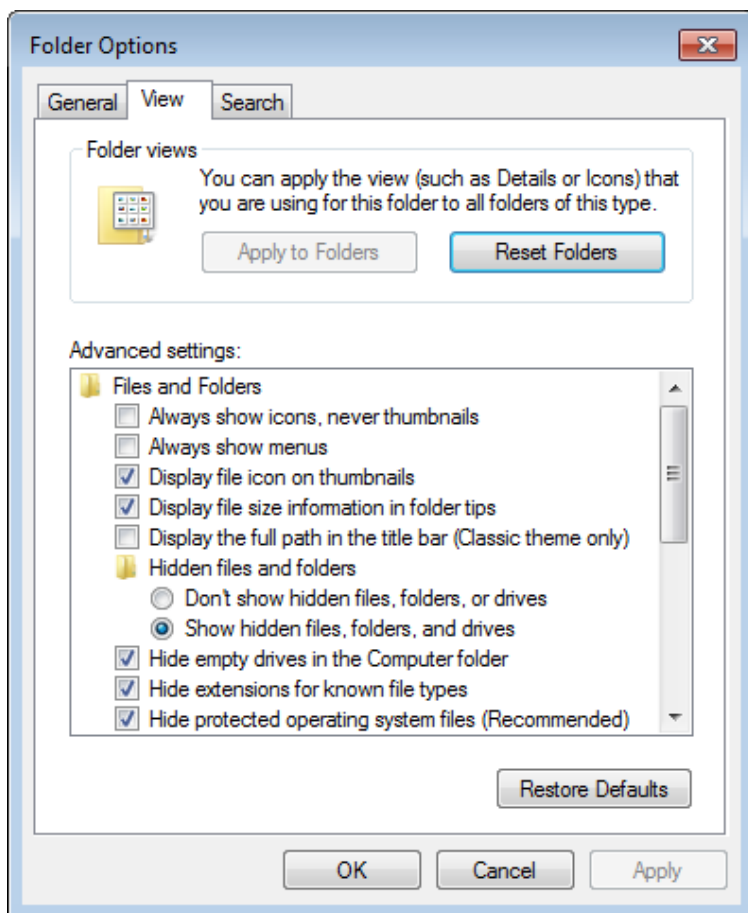 Folder Options
General View Search
Folder views
You can apply the view (such as Details or Icons) that
you are using for this folder to all folders of this type.
Apply to Folders Reset Folders
Advanced settings:
Files and Folders
Always show icons, never thumbnails
Always show menus
Display file icon on thumbnails
Display file size information in folder tips
Display the full path in the title bar (Classic theme only)
Hidden files and folders
Don't show hidden files, folders, or drives
Show hidden files, folders, and drives
Hide empty drives in the Computer folder
Hide extensions for known file types
Hide protected operating system files (Recommended)
Restore Defaults
OK Cancel Apply